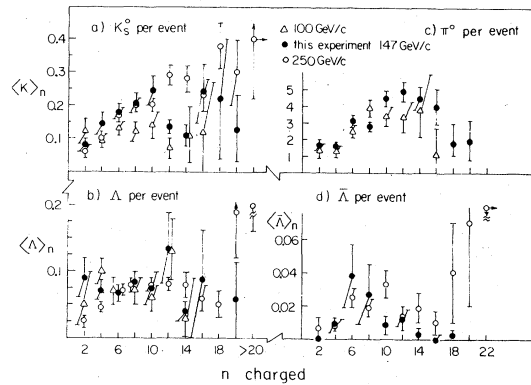 a) K°s per event
△ 100 GeV/c
● this experiment 147 GeV/c
○ 250 GeV/c
c) π° per event
⟨K⟩n
0.4
0.3
0.2
0.1
5
4
3
2
1
b) Λ per event
d) Λ̄ per event
⟨Λ⟩n
0.2
0.1
⟨Λ̄⟩n
0.06
0.02
2 6 10 14 18 >20
2 6 10 14 18 22
n charged